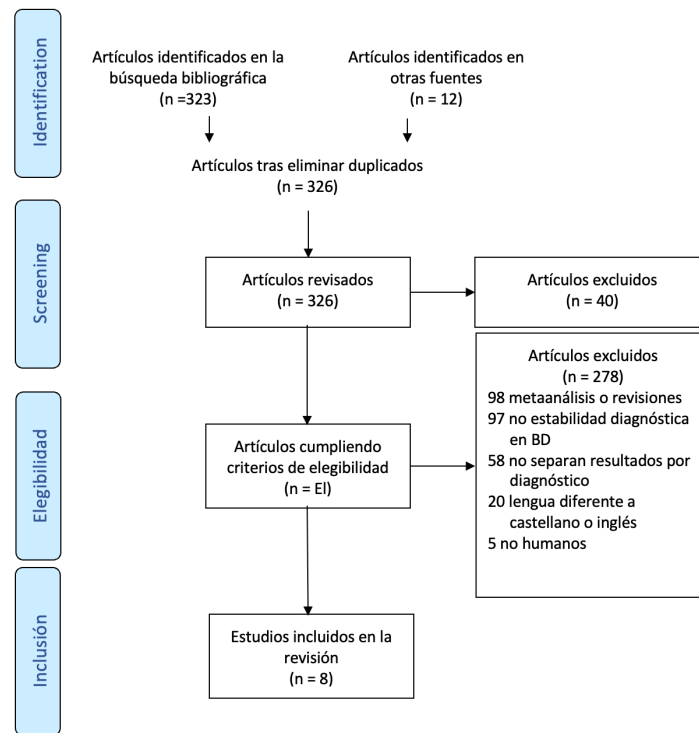 Identification
Artículos identificados en la
búsqueda bibliográfica
(n =323)
Artículos identificados en
otras fuentes
(n = 12)
Artículos tras eliminar duplicados
(n = 326)
Screening
Artículos revisados
(n = 326)
Artículos excluidos
(n = 40)
Elegibilidad
Artículos cumpliendo
criterios de elegibilidad
(n = El)
Artículos excluidos
(n = 278)
98 metaanálisis o revisiones
97 no estabilidad diagnóstica
en BD
58 no separan resultados por
diagnóstico
20 lengua diferente a
castellano o inglés
5 no humanos
Inclusión
Estudios incluidos en la
revisión
(n = 8)